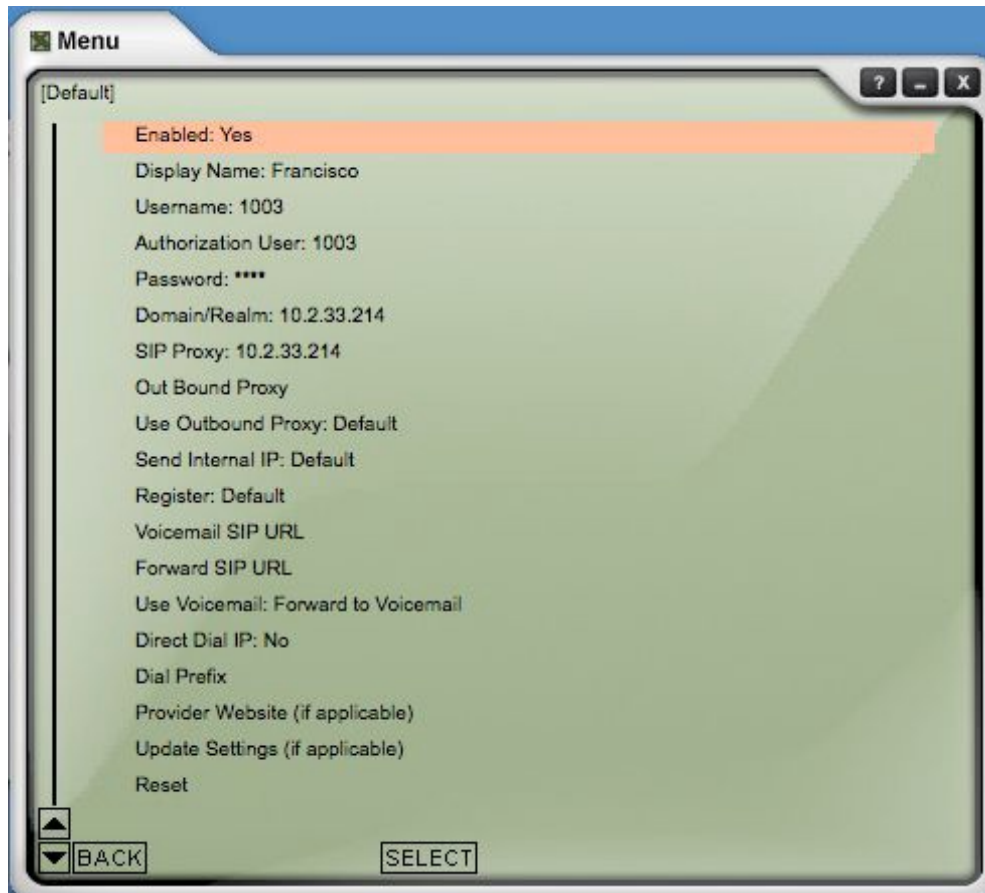 Menu
? - X
[Default]
Enabled: Yes
Display Name: Francisco
Username: 1003
Authorization User: 1003
Password: ****
Domain/Realm: 10.2.33.214
SIP Proxy: 10.2.33.214
Out Bound Proxy
Use Outbound Proxy: Default
Send Internal IP: Default
Register: Default
Voicemail SIP URL
Forward SIP URL
Use Voicemail: Forward to Voicemail
Direct Dial IP: No
Dial Prefix
Provider Website (if applicable)
Update Settings (if applicable)
Reset
BACK SELECT